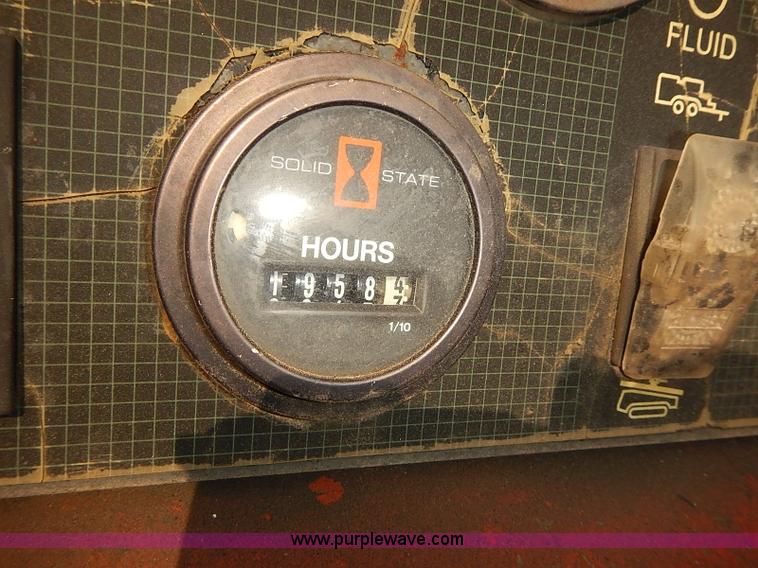 FLUID
SOLID STATE
HOURS
1958
1/10
www.purplewave.com